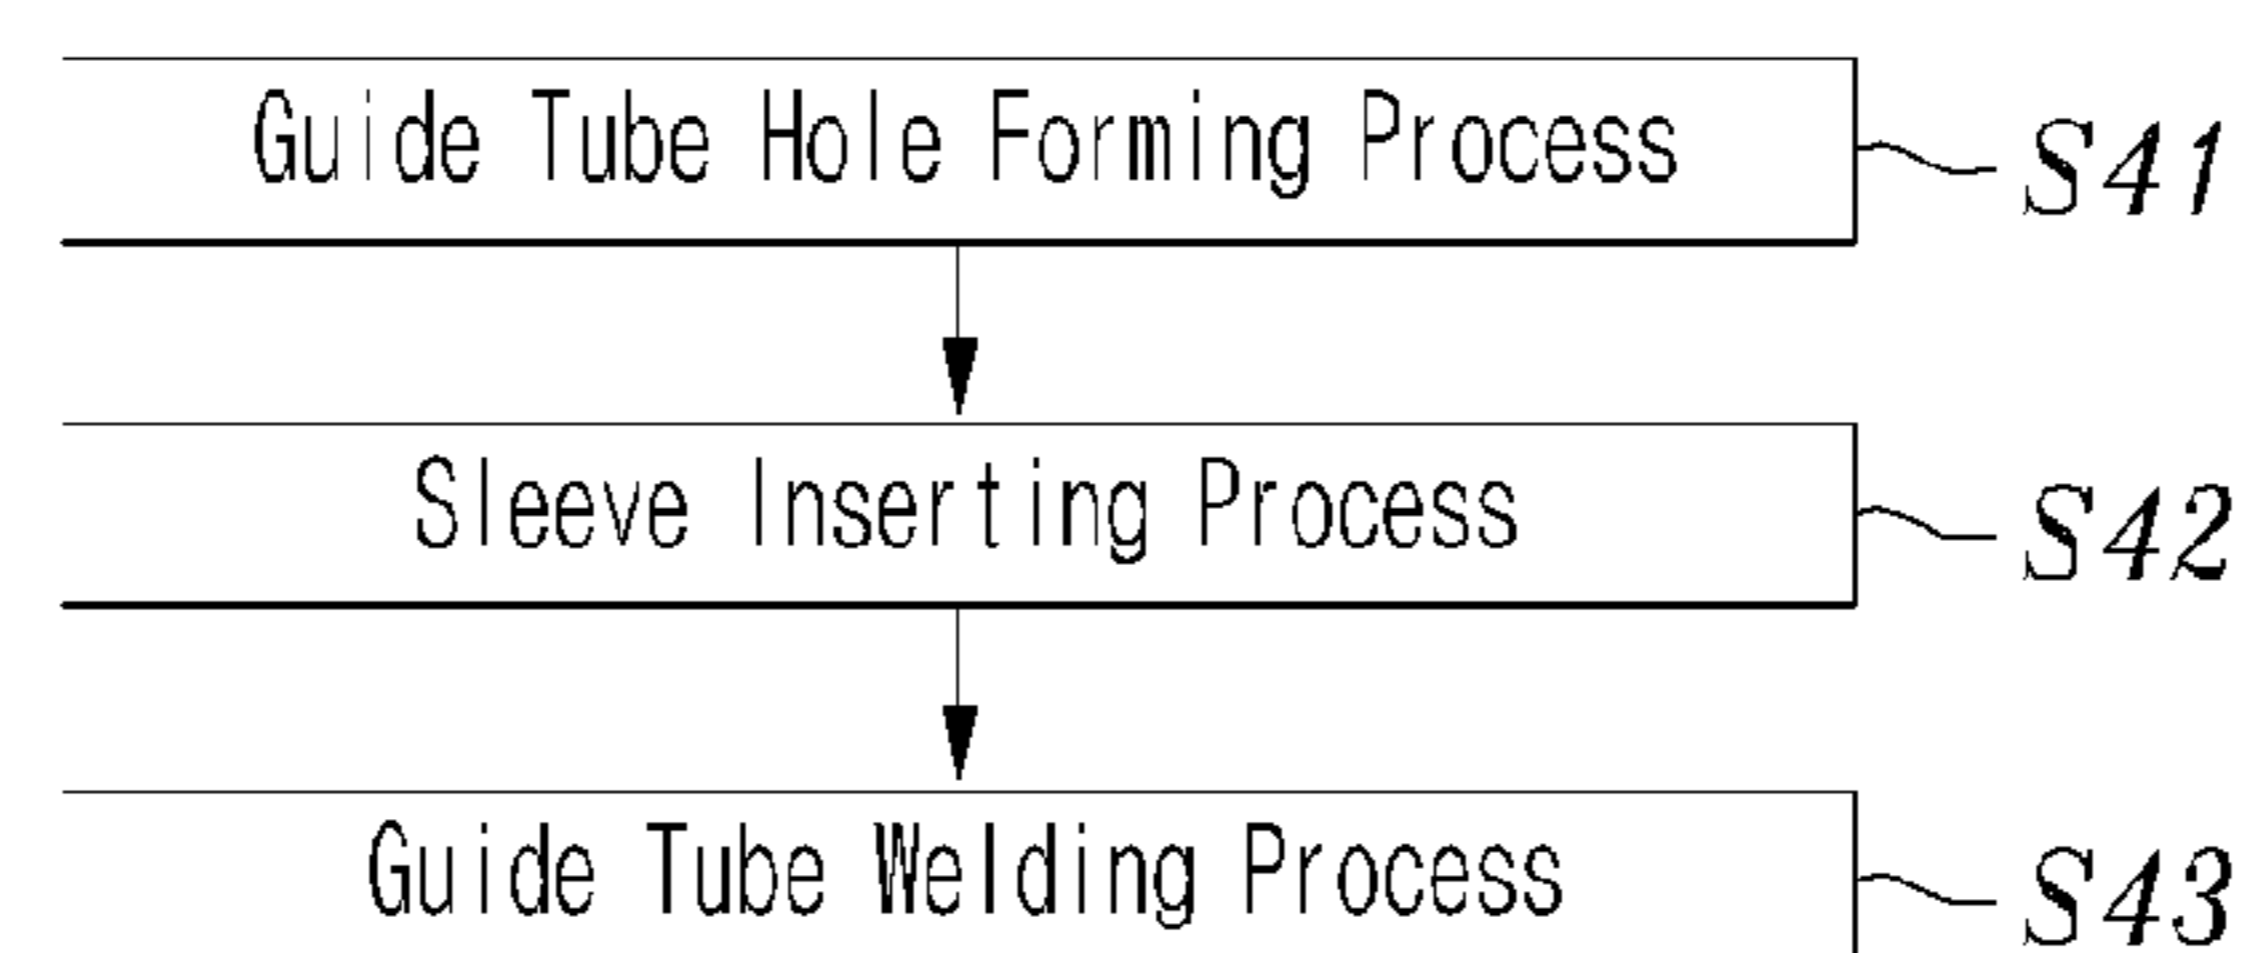 Guide Tube Hole Forming Process S41
Sleeve Inserting Process S42
Guide Tube Welding Process S43